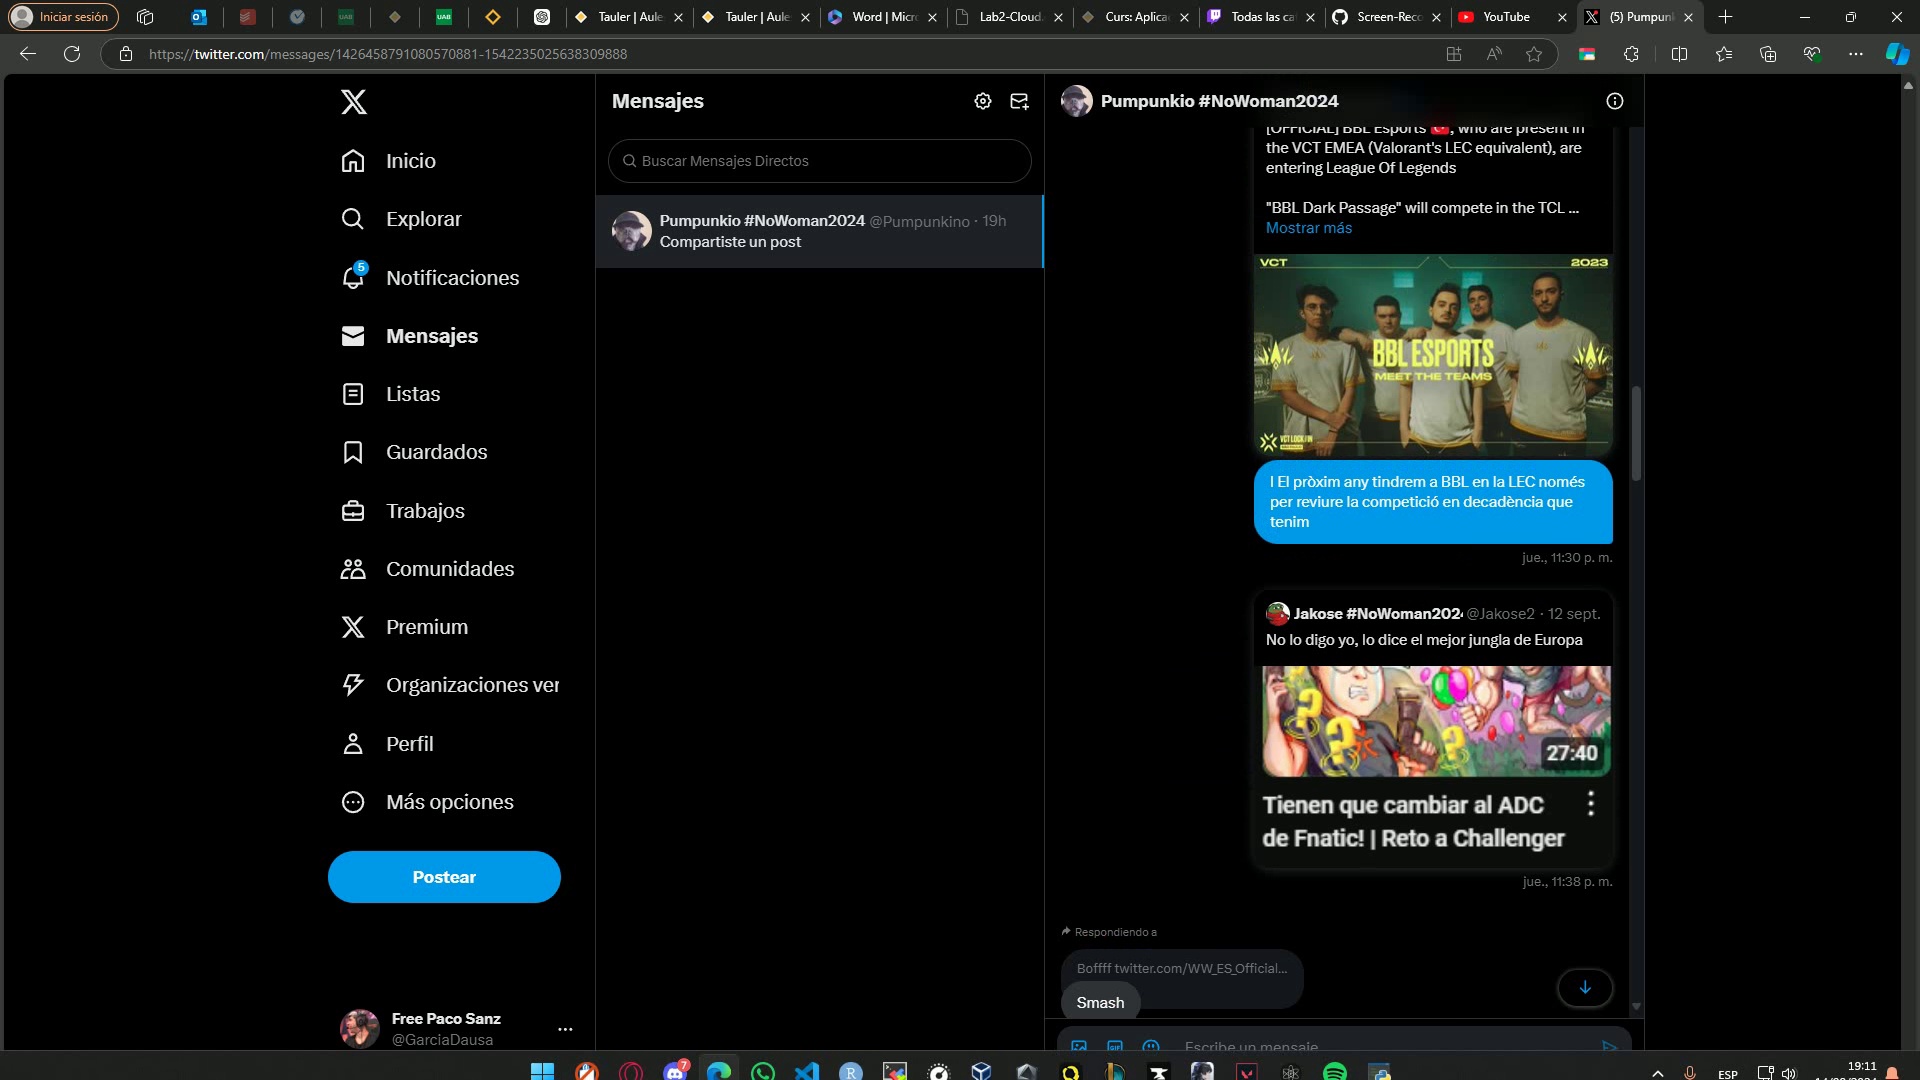 Iniciar sesión
Tauler | Aule
Tauler | Aule
Word | Micr
Lab2-Cloud.
Curs: Aplica
Todas las ca
Screen-Reco
YouTube
(5) Pumpun
https://twitter.com/messages/1426458791080570881-1542235025638309888
Inicio
Explorar
5
Notificaciones
Mensajes
Listas
Guardados
Trabajos
Comunidades
Premium
Organizaciones ver
Perfil
Más opciones
Postear
Free Paco Sanz
@GarciaDausa
Mensajes
Buscar Mensajes Directos
Pumpunkio #NoWoman2024 @Pumpunkino · 19h
Compartiste un post
Pumpunkio #NoWoman2024
[OFFICIAL] BBL Esports , who are present in
the VCT EMEA (Valorant's LEC equivalent), are
entering League Of Legends
"BBL Dark Passage" will compete in the TCL ...
Mostrar más
VCT 2023
BBL ESPORTS
MEET THE TEAMS
VCT LOCK//IN
I El pròxim any tindrem a BBL en la LEC només
per reviure la competició en decadència que
tenim
jue., 11:30 p. m.
Jakose #NoWoman202 @Jakose2 · 12 sept.
No lo digo yo, lo dice el mejor jungla de Europa
27:40
Tienen que cambiar al ADC
de Fnatic! | Reto a Challenger
jue., 11:38 p. m.
Respondiendo a
Boffff twitter.com/WW_ES_Official...
Smash
GIF
Escribe un mensaje
7
ESP
19:11